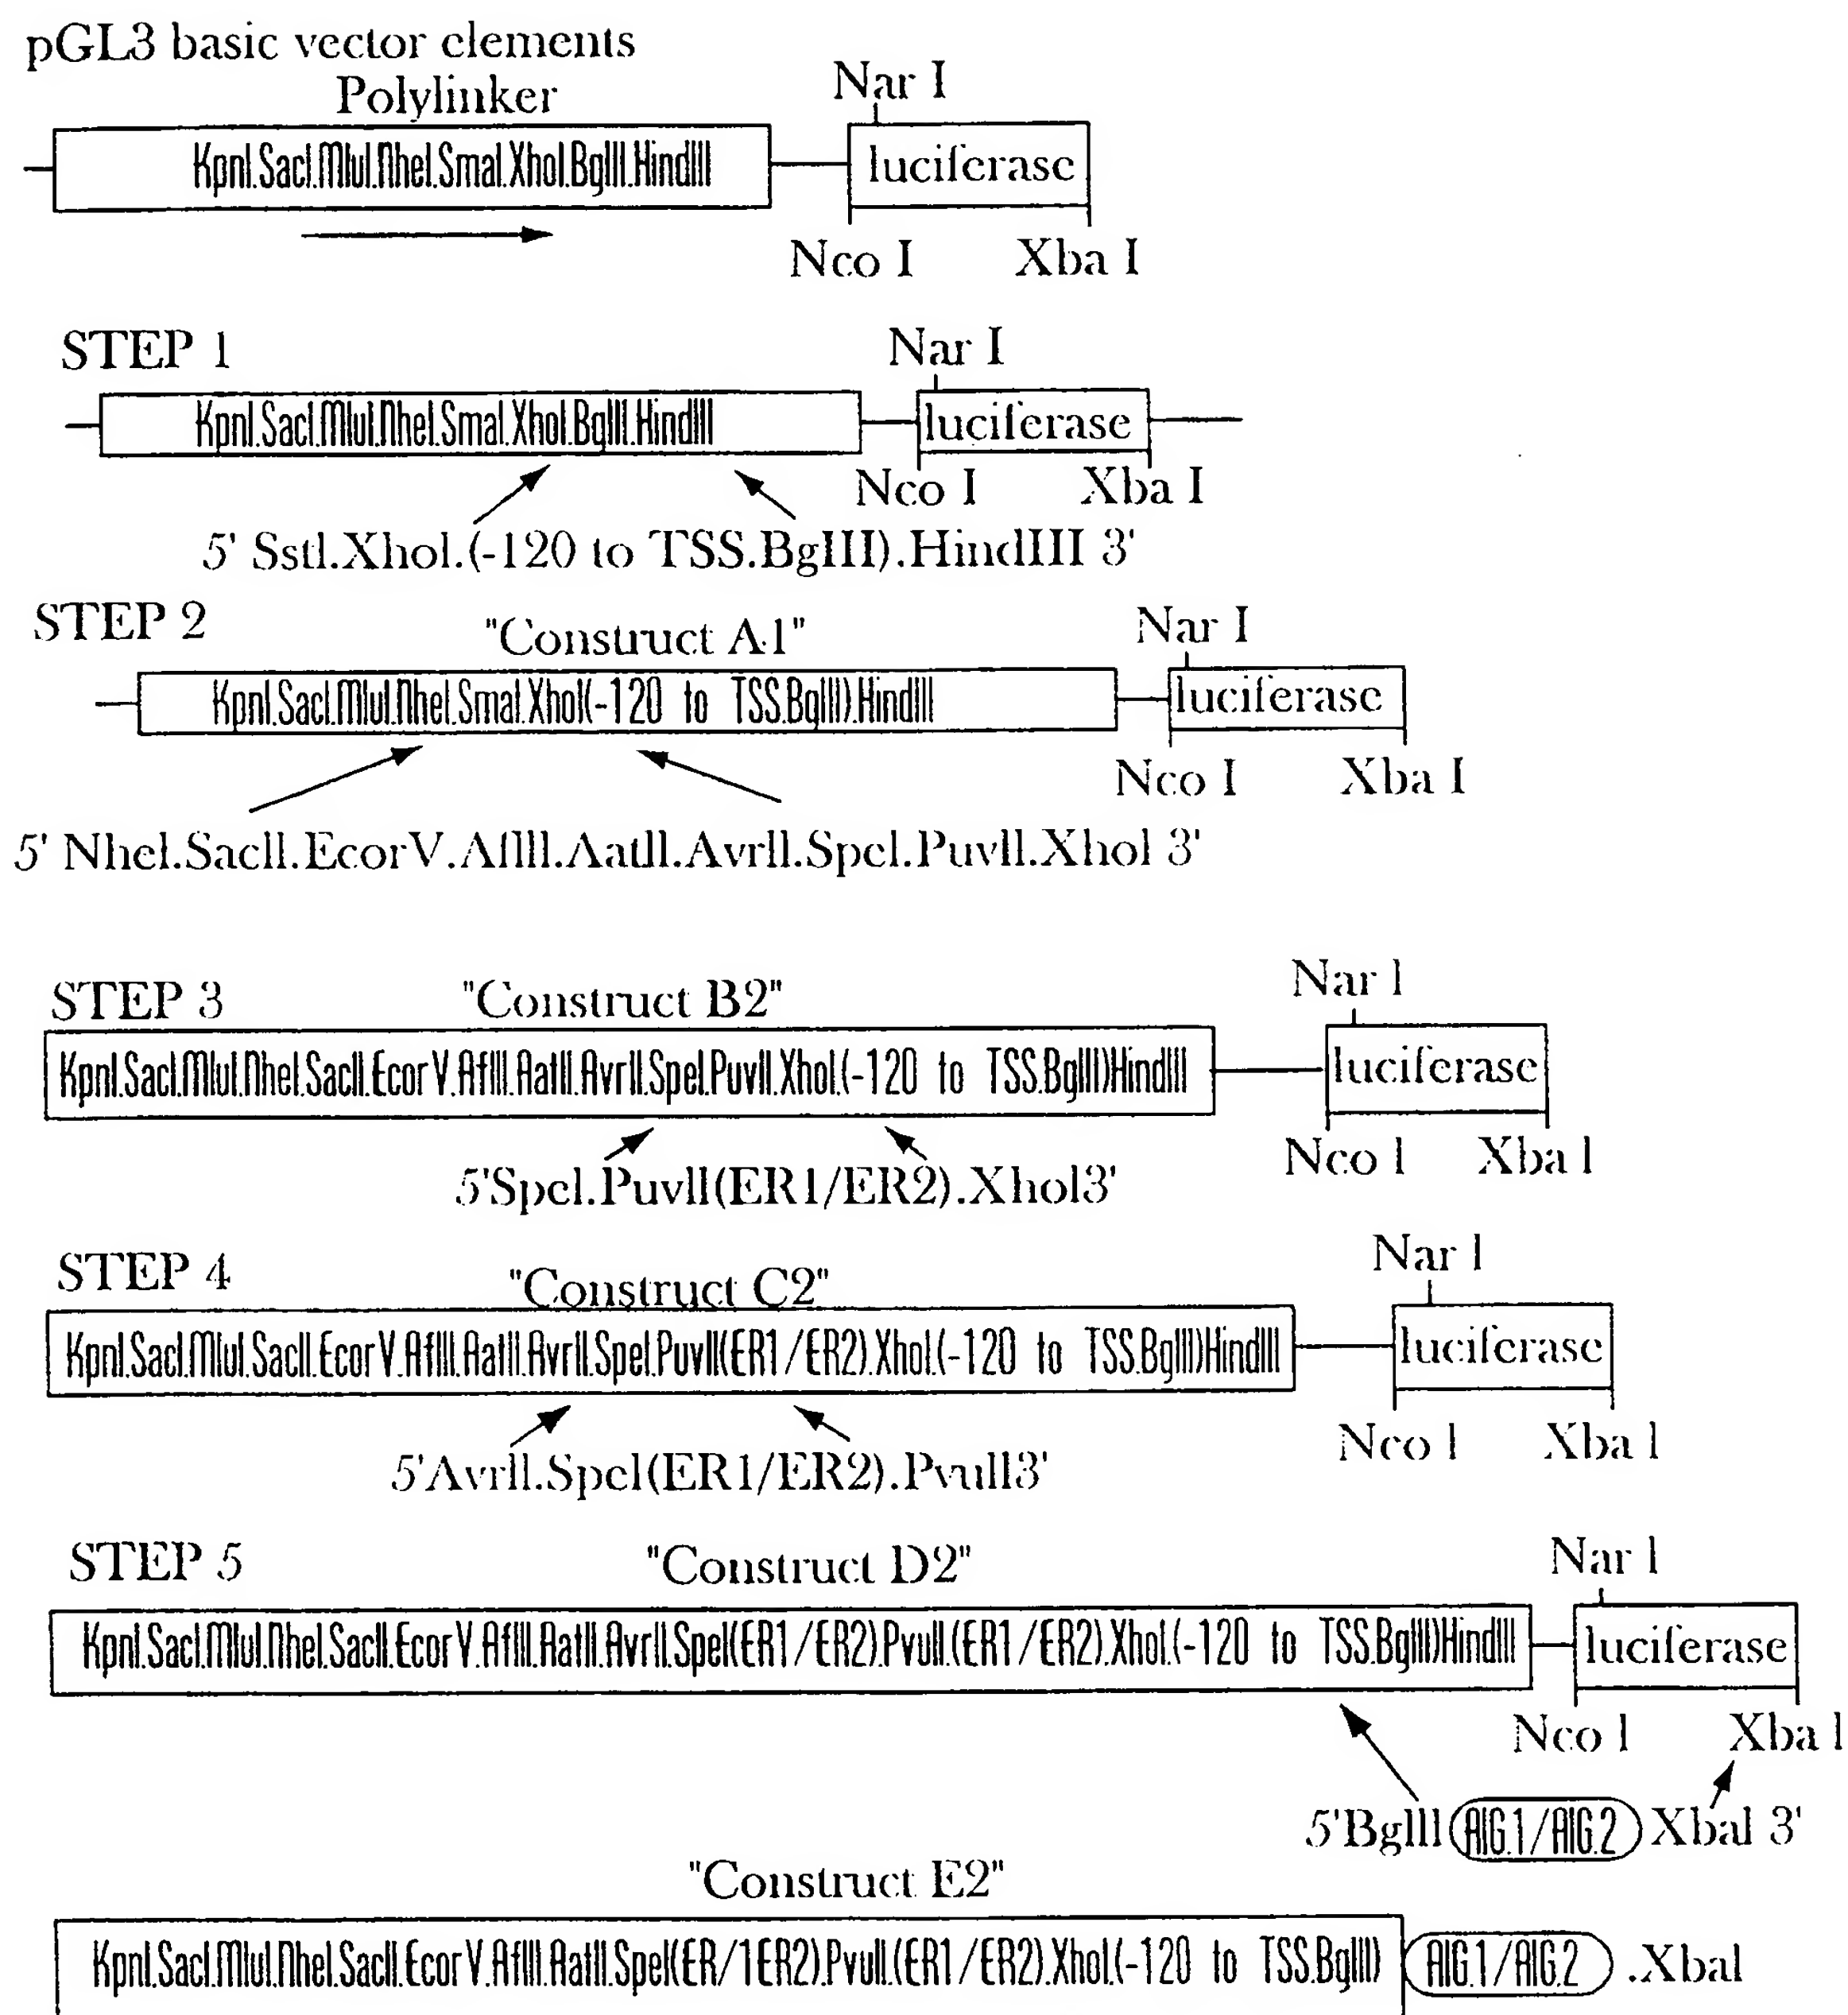 pGL3 basic vector elements
Polylinker
Nar I
KpnI.SacI.MluI.NheI.SmaI.XhoI.BglII.HindIII
luciferase
Nco I Xba I
STEP 1
Nar I
KpnI.SacI.MluI.NheI.SmaI.XhoI.BglII.HindIII
luciferase
Nco I Xba I
5' SstI.XhoI.(-120 to TSS.BglII).HindIII 3'
STEP 2
"Construct A1"
Nar I
KpnI.SacI.MluI.NheI.SmaI.XhoI(-120 to TSS.BglII).HindIII
luciferase
Nco I Xba I
5' NheI.SacII.EcorV.AflII.AatII.AvrII.SpeI.PuvII.XhoI 3'
STEP 3
"Construct B2"
Nar I
KpnI.SacI.MluI.NheI.SacII.EcorV.AflII.AatII.AvrII.SpeI.PuvII.XhoI.(-120 to TSS.BglII)HindIII
luciferase
Nco I Xba I
5'SpeI.PuvII(ER1/ER2).XhoI3'
STEP 4
"Construct C2"
Nar I
KpnI.SacI.MluI.SacII.EcorV.AflII.AatII.AvrII.SpeI.PuvII(ER1/ER2).XhoI.(-120 to TSS.BglII)HindIII
luciferase
Nco I Xba I
5'AvrII.SpeI(ER1/ER2).PvuII3'
STEP 5
"Construct D2"
Nar I
KpnI.SacI.MluI.NheI.SacII.EcorV.AflII.AatII.AvrII.SpeI(ER1/ER2).PvuII.(ER1/ER2).XhoI.(-120 to TSS.BglII)HindIII
luciferase
Nco I Xba I
5'BglII AIG.1/AIG.2 XbaI 3'
"Construct E2"
KpnI.SacI.MluI.NheI.SacII.EcorV.AflII.AatII.SpeI(ER/1ER2).PvuII.(ER1/ER2).XhoI.(-120 to TSS.BglII) AIG.1/AIG.2 .XbaI